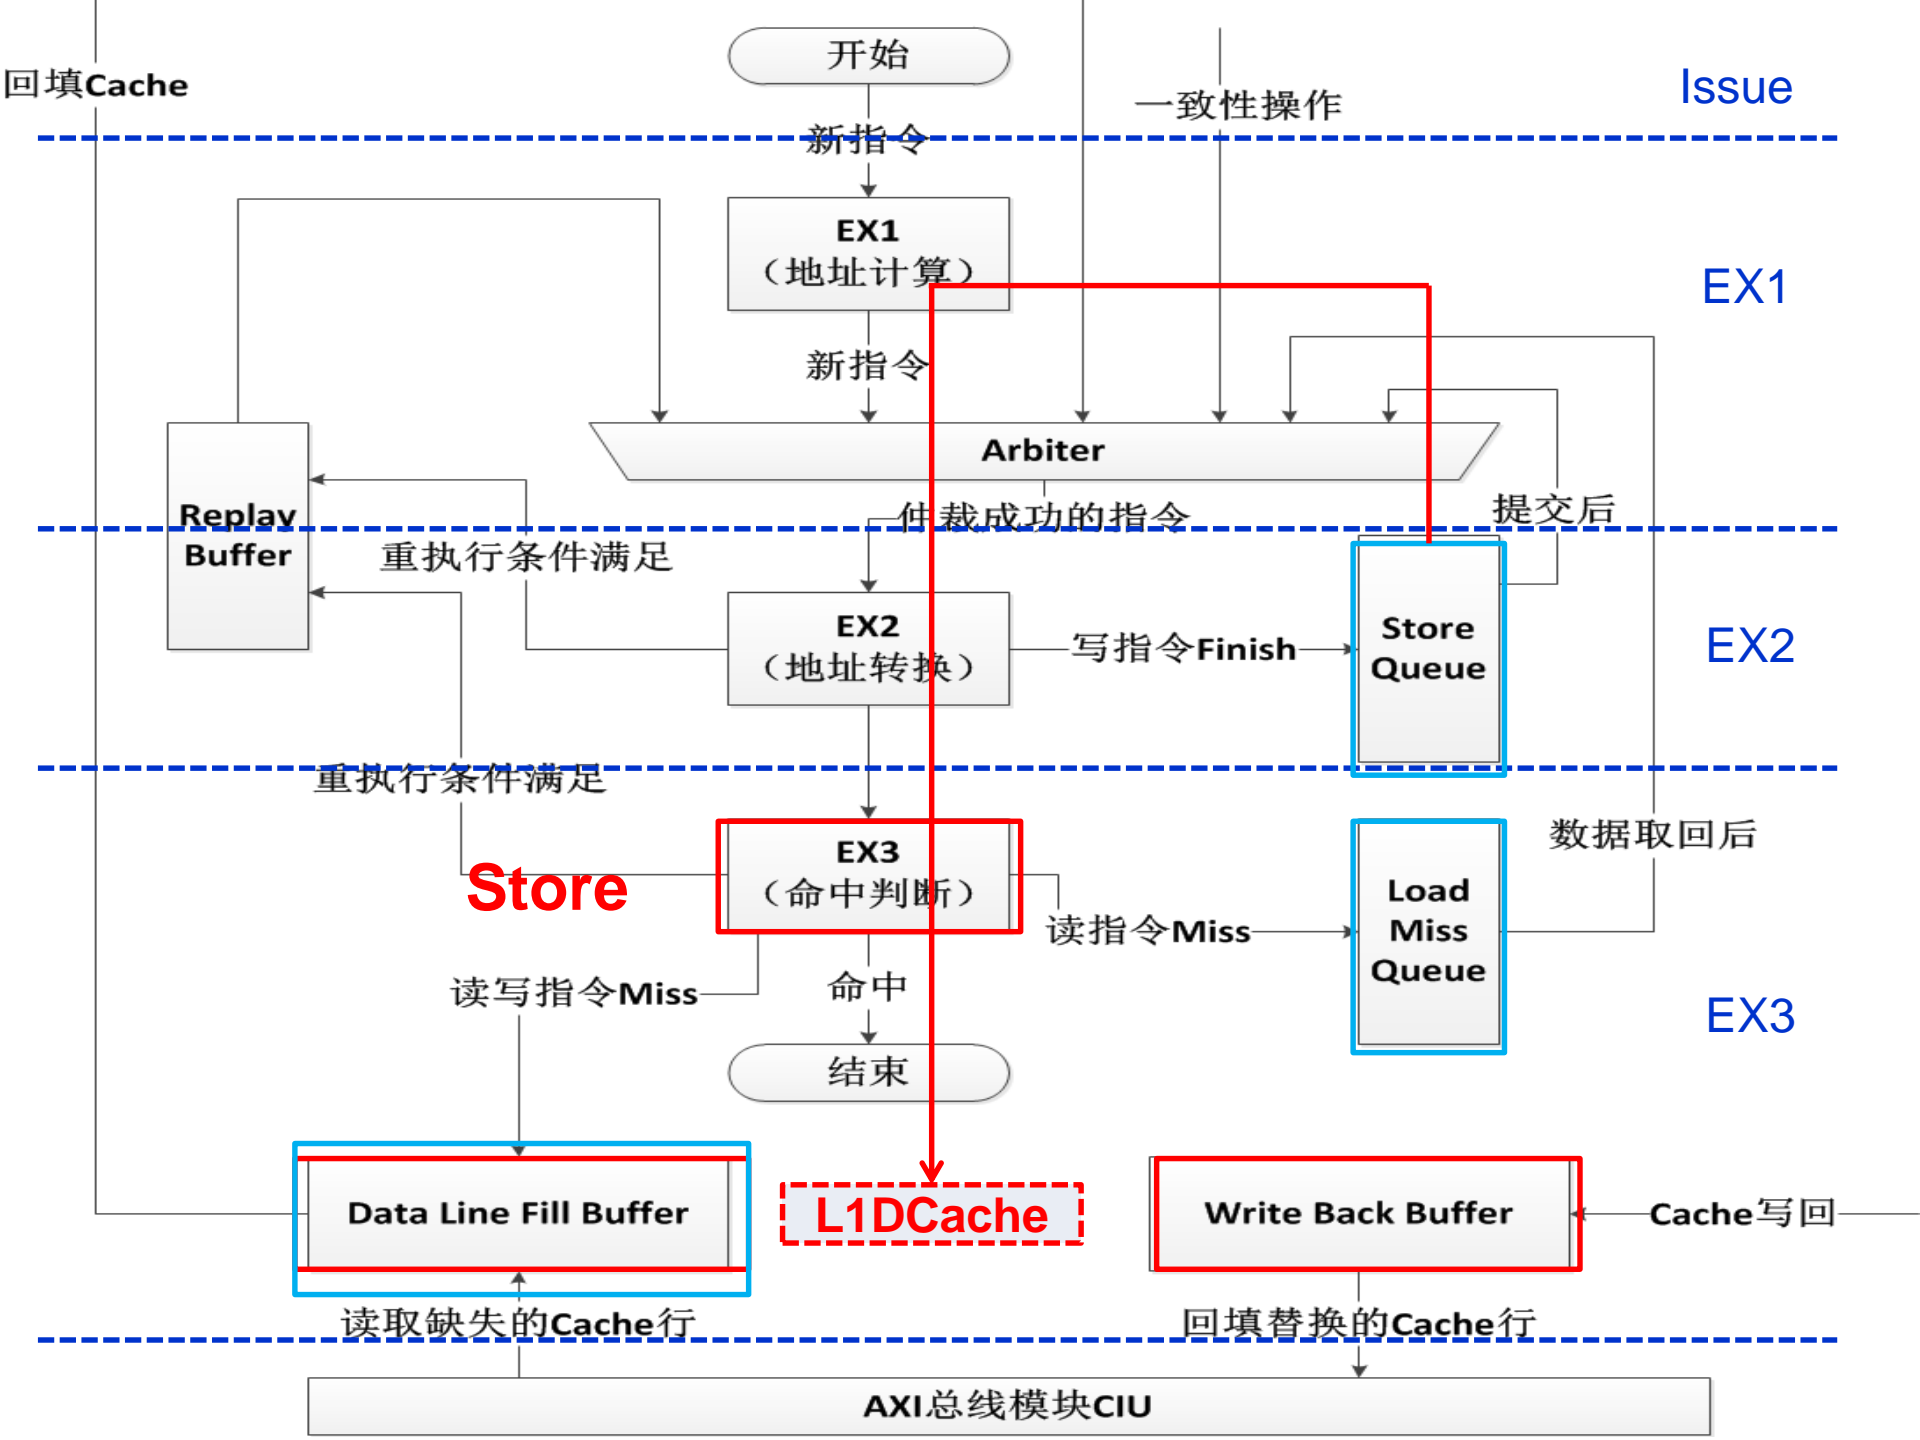 开始
Issue
回填Cache
一致性操作
新指令
EX1
（地址计算）
EX1
新指令
Arbiter
仲裁成功的指令
提交后
Replay
Buffer
重执行条件满足
EX2
（地址转换）
写指令Finish
Store
Queue
EX2
重执行条件满足
数据取回后
EX3
（命中判断）
Store
读指令Miss
Load
Miss
Queue
读写指令Miss
命中
EX3
结束
Data Line Fill Buffer
L1DCache
Write Back Buffer
Cache写回
读取缺失的Cache行
回填替换的Cache行
AXI总线模块CIU